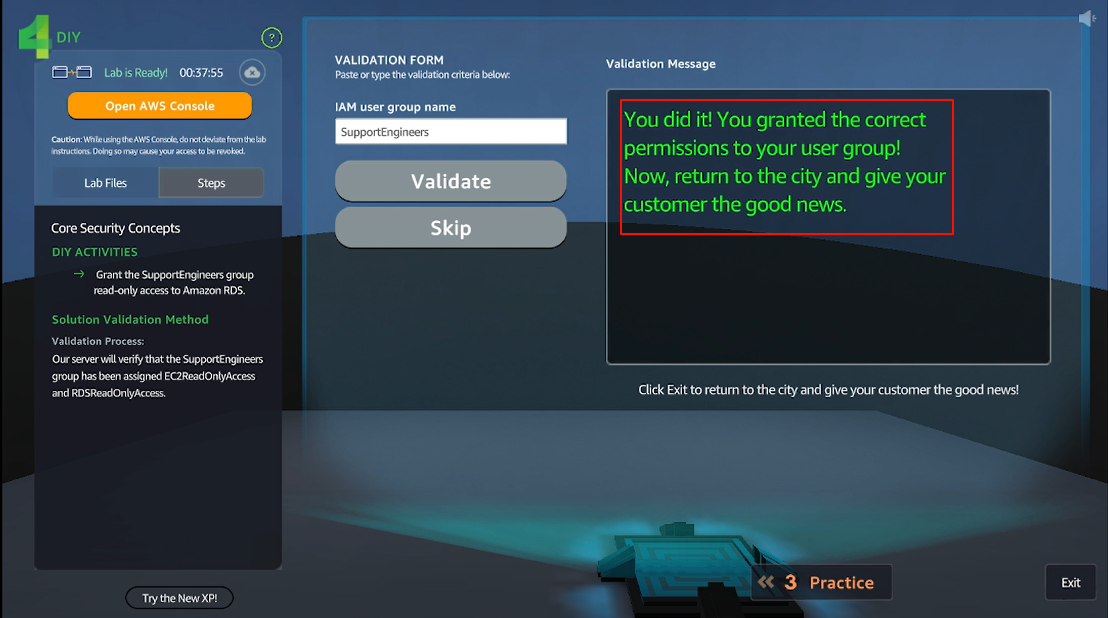 4 DIY
?
Lab is Ready! 00:37:55
Open AWS Console
Caution: While using the AWS Console, do not deviate from the lab
instructions. Doing so may cause your access to be revoked.
Lab Files
Steps
Core Security Concepts
DIY ACTIVITIES
→ Grant the SupportEngineers group
read-only access to Amazon RDS.
Solution Validation Method
Validation Process:
Our server will verify that the SupportEngineers
group has been assigned EC2ReadOnlyAccess
and RDSReadOnlyAccess.
Try the New XP!
VALIDATION FORM
Paste or type the validation criteria below:
IAM user group name
SupportEngineers
Validate
Skip
Validation Message
You did it! You granted the correct
permissions to your user group!
Now, return to the city and give your
customer the good news.
Click Exit to return to the city and give your customer the good news!
3 Practice
Exit